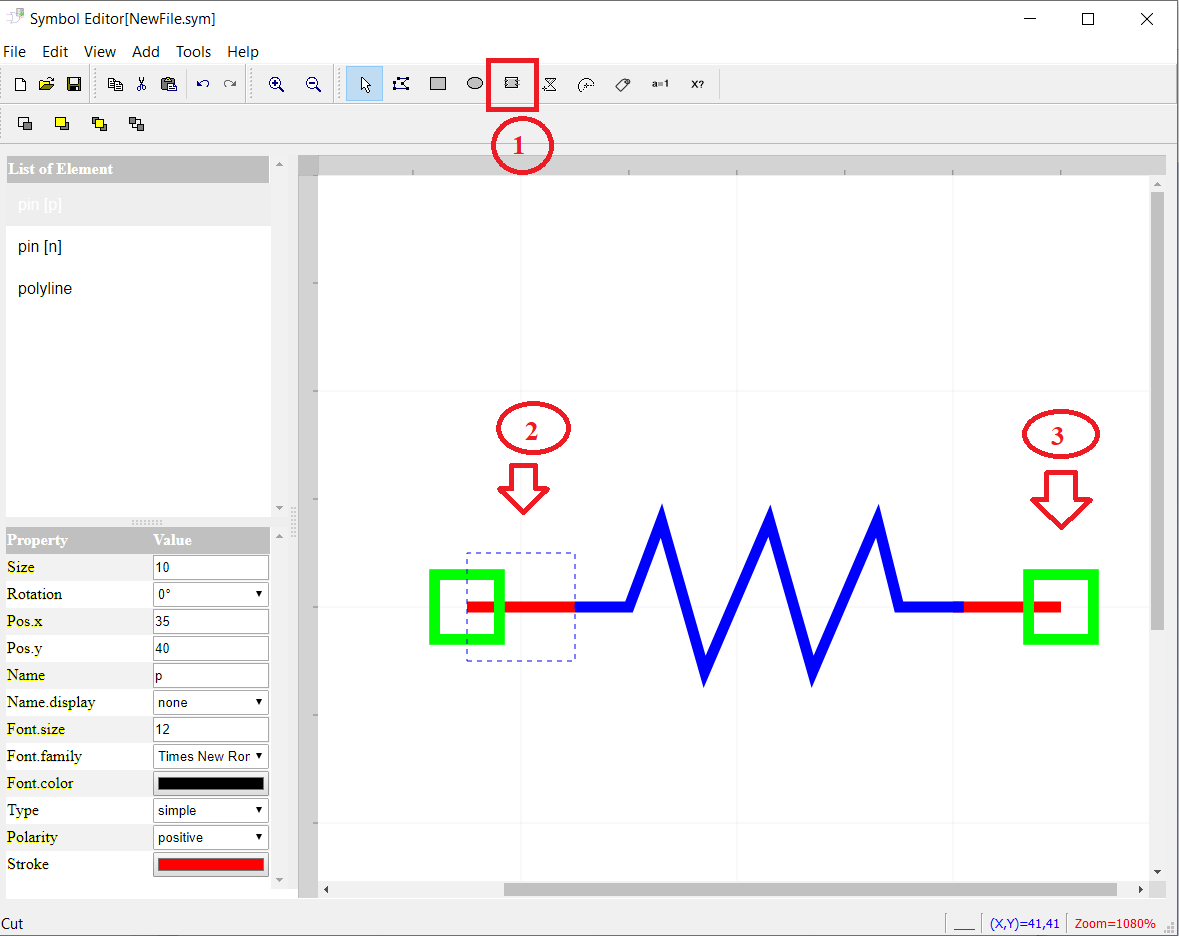 Symbol Editor[NewFile.sym]
File Edit View Add Tools Help
a=1 X?
1
List of Element
pin [p]
pin [n]
polyline
2
3
Property Value
Size 10
Rotation 0°
Pos.x 35
Pos.y 40
Name p
Name.display none
Font.size 12
Font.family Times New Ror
Font.color
Type simple
Polarity positive
Stroke
Cut
(X,Y)=41,41 Zoom=1080%